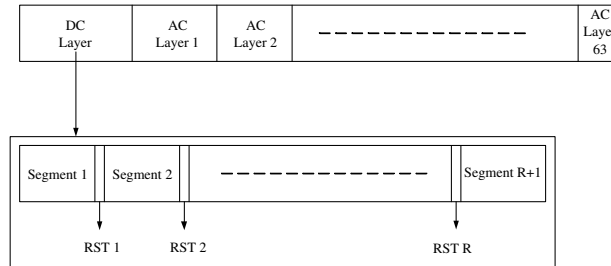 DC
Layer
AC
Layer 1
AC
Layer 2
AC
Laye
63
Segment 1
Segment 2
Segment R+1
RST 1
RST 2
RST R